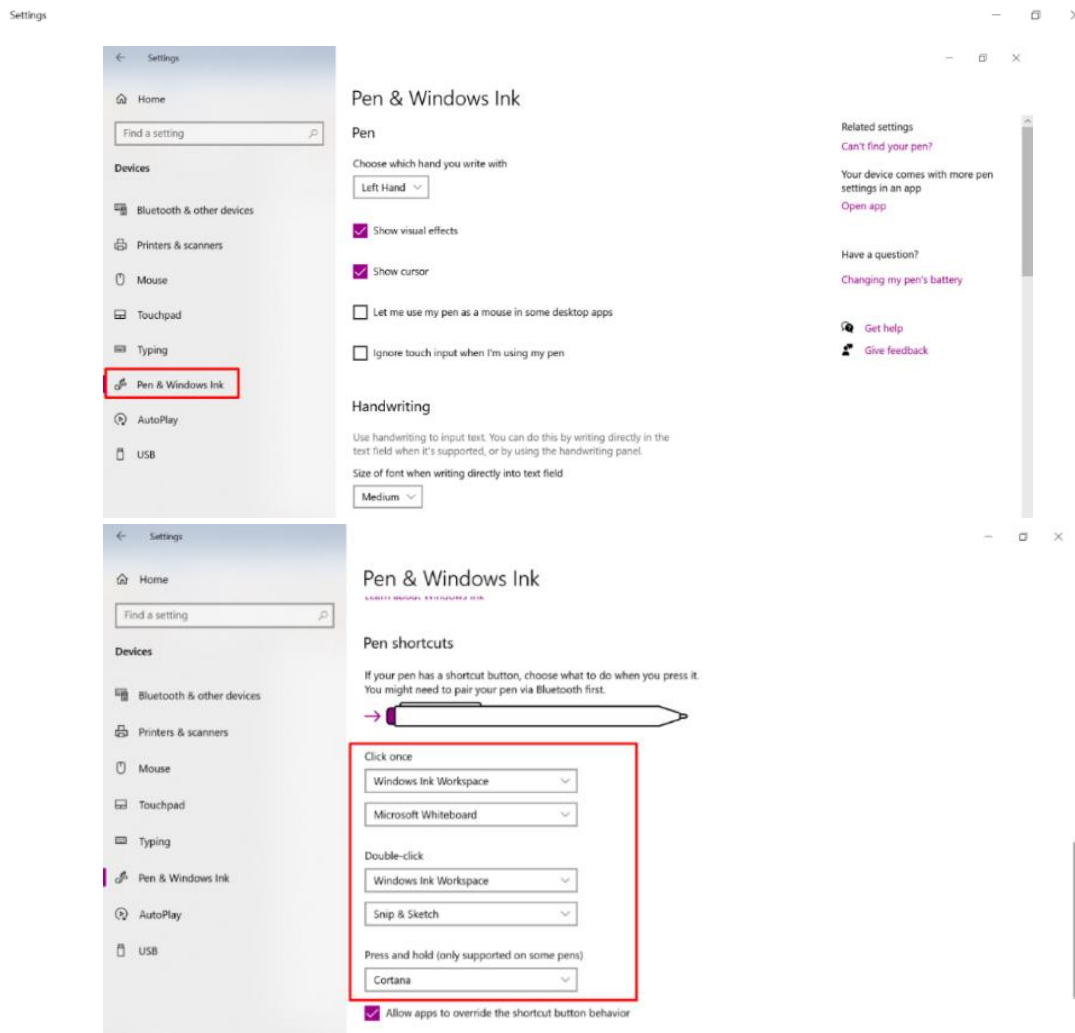 Settings
Settings
Home
Find a setting
Devices
Bluetooth & other devices
Printers & scanners
Mouse
Touchpad
Typing
Pen & Windows Ink
AutoPlay
USB
Pen & Windows Ink
Pen
Choose which hand you write with
Left Hand
Show visual effects
Show cursor
Let me use my pen as a mouse in some desktop apps
Ignore touch input when I'm using my pen
Handwriting
Use handwriting to input text. You can do this by writing directly in the
text field when it's supported, or by using the handwriting panel.
Size of font when writing directly into text field
Medium
Related settings
Can't find your pen?
Your device comes with more pen
settings in an app
Open app
Have a question?
Changing my pen's battery
Get help
Give feedback
Settings
Home
Find a setting
Devices
Bluetooth & other devices
Printers & scanners
Mouse
Touchpad
Typing
Pen & Windows Ink
AutoPlay
USB
Pen & Windows Ink
Learn about Windows Ink
Pen shortcuts
If your pen has a shortcut button, choose what to do when you press it.
You might need to pair your pen via Bluetooth first.
Click once
Windows Ink Workspace
Microsoft Whiteboard
Double-click
Windows Ink Workspace
Snip & Sketch
Press and hold (only supported on some pens)
Cortana
Allow apps to override the shortcut button behavior